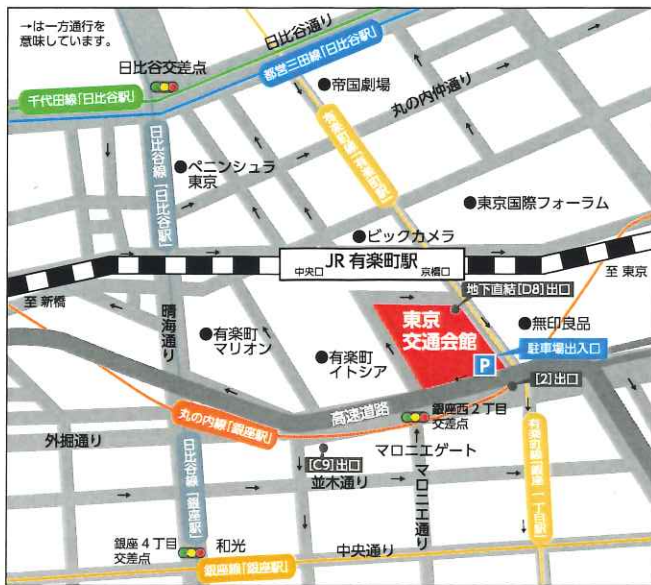 →は一方通行を
意味しています。
日比谷通り
日比谷交差点
都営三田線「日比谷駅」
千代田線「日比谷駅」
●帝国劇場
丸の内仲通り
日比谷線「日比谷駅」
有楽町線「有楽町駅」
●ペニンシュラ
東京
●東京国際フォーラム
●ビックカメラ
JR 有楽町駅
中央口
京橋口
至 新橋
至 東京
地下直結[D8]出口
晴海通り
東京
交通会館
●有楽町
マリオン
●有楽町
イトシア
●無印良品
P
駐車場出入口
[2]出口
高速道路
銀座西2丁目
交差点
丸の内線「銀座駅」
外堀通り
マロニエゲート
[C9]出口
並木通り
マロニエ通り
日比谷線「銀座駅」
有楽町線「銀座一丁目駅」
銀座4丁目
交差点
和光
中央通り
銀座線「銀座駅」